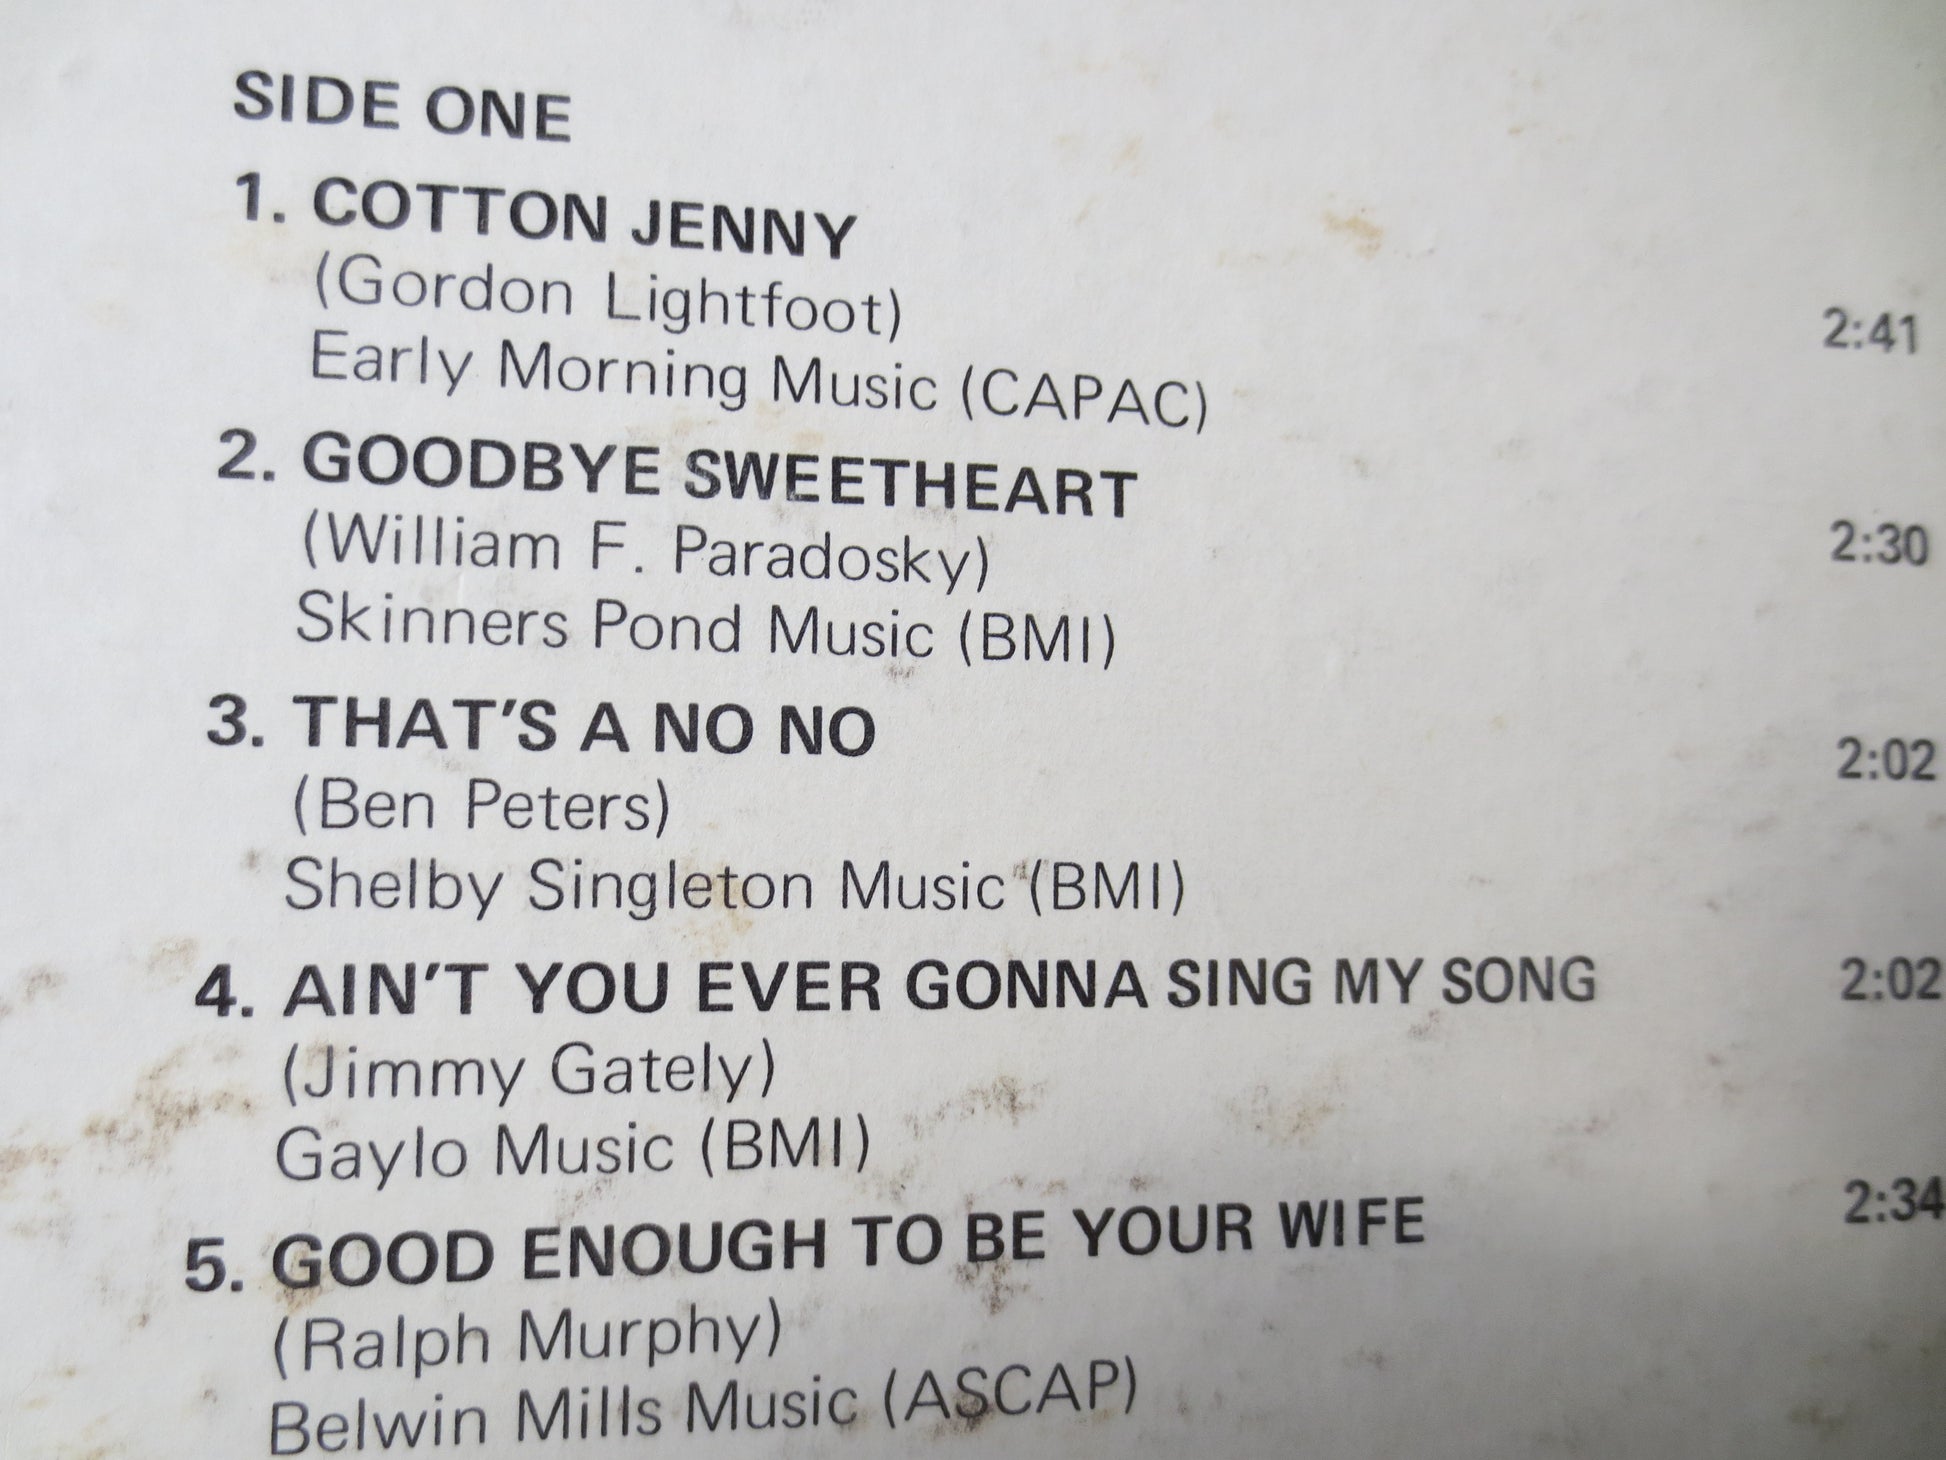 SIDE ONE
1. COTTON JENNY
(Gordon Lightfoot)
Early Morning Music (CAPAC) 2:41
2. GOODBYE SWEETHEART
(William F. Paradosky) 2:30
Skinners Pond Music (BMI)
3. THAT'S A NO NO 2:02
(Ben Peters)
Shelby Singleton Music (BMI)
4. AIN'T YOU EVER GONNA SING MY SONG 2:02
(Jimmy Gately)
Gaylo Music (BMI)
5. GOOD ENOUGH TO BE YOUR WIFE 2:34
(Ralph Murphy)
Belwin Mills Music (ASCAP)